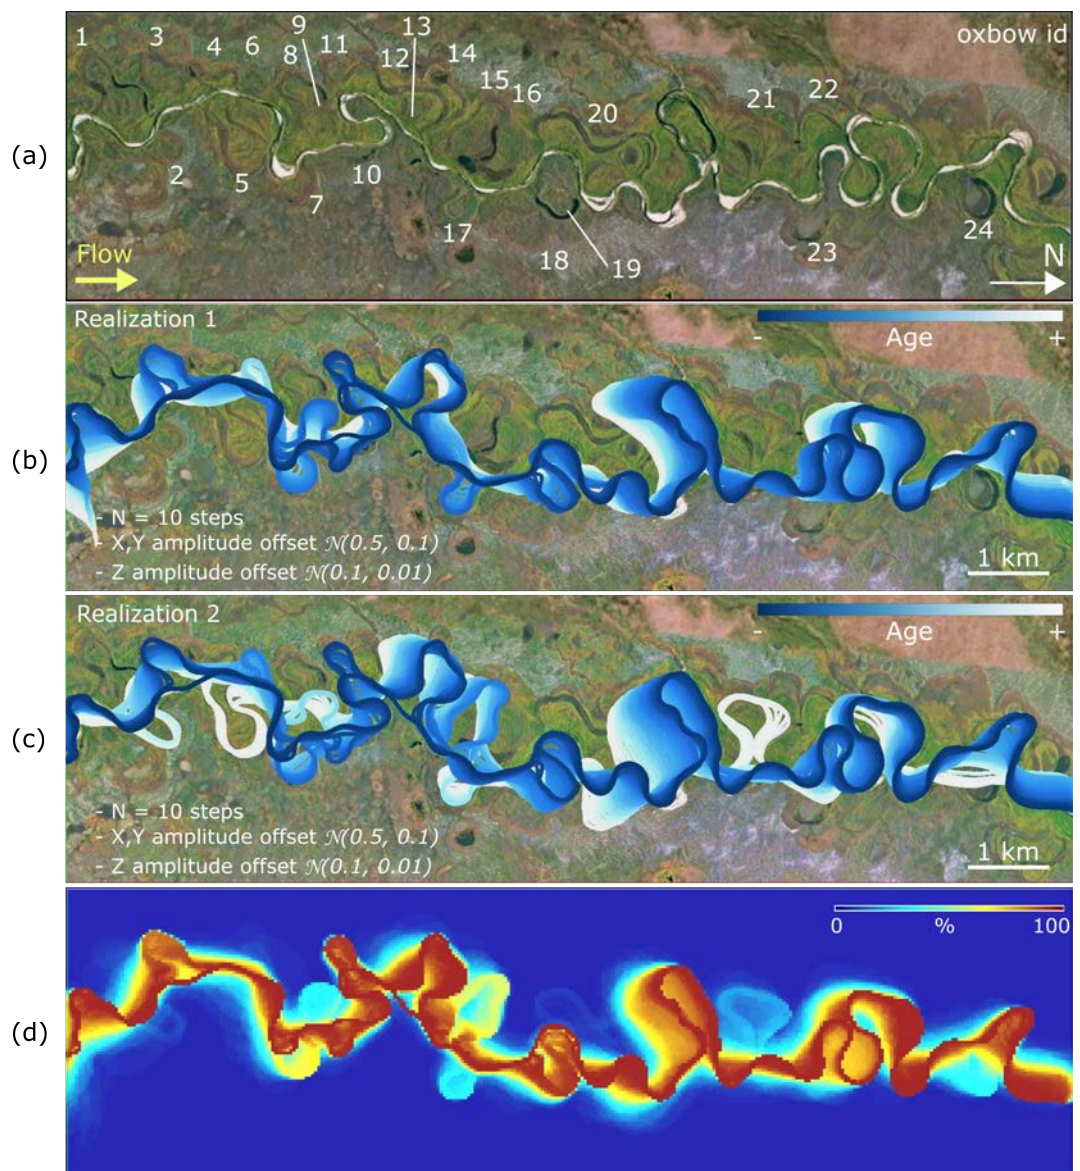 (a)
oxbow id
1 3 4 6 8 9 11 12 13 14 15 16 20 21 22
2 5 7 10 17 18 19 23 24
Flow
N
(b)
Realization 1
- Age +
- N = 10 steps
- X,Y amplitude offset 𝒩(0.5, 0.1)
- Z amplitude offset 𝒩(0.1, 0.01)
1 km
(c)
Realization 2
- Age +
- N = 10 steps
- X,Y amplitude offset 𝒩(0.5, 0.1)
- Z amplitude offset 𝒩(0.1, 0.01)
1 km
(d)
0 % 100